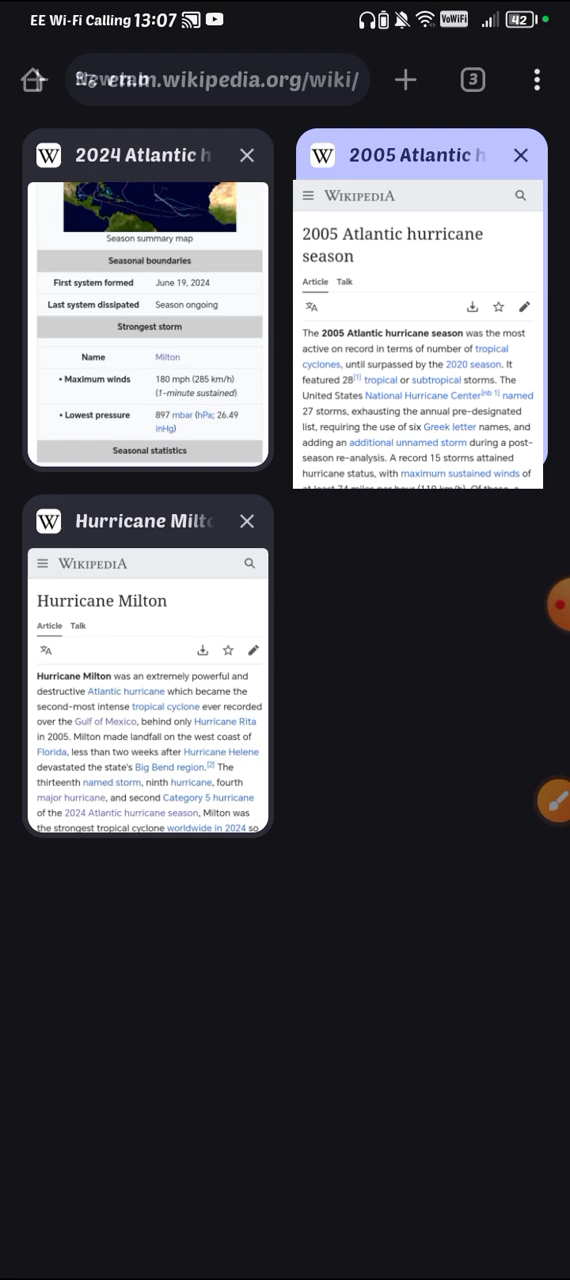 EE Wi-Fi Calling 13:07
VoWiFi
42
.wikipedia.org/wiki/
3
W 2024 Atlantic h
Season summary map
Seasonal boundaries
First system formed June 19, 2024
Last system dissipated Season ongoing
Strongest storm
Name Milton
• Maximum winds 180 mph (285 km/h)
(1-minute sustained)
• Lowest pressure 897 mbar (hPa; 26.49
inHg)
Seasonal statistics
W 2005 Atlantic h
WIKIPEDIA
2005 Atlantic hurricane
season
Article Talk
The 2005 Atlantic hurricane season was the most
active on record in terms of number of tropical
cyclones, until surpassed by the 2020 season. It
featured 28[1] tropical or subtropical storms. The
United States National Hurricane Center[nb 1] named
27 storms, exhausting the annual pre-designated
list, requiring the use of six Greek letter names, and
adding an additional unnamed storm during a post-
season re-analysis. A record 15 storms attained
hurricane status, with maximum sustained winds of
at least 74 miles per hour (119 km/h). Of those, a
W Hurricane Milto
WIKIPEDIA
Hurricane Milton
Article Talk
Hurricane Milton was an extremely powerful and
destructive Atlantic hurricane which became the
second-most intense tropical cyclone ever recorded
over the Gulf of Mexico, behind only Hurricane Rita
in 2005. Milton made landfall on the west coast of
Florida, less than two weeks after Hurricane Helene
devastated the state's Big Bend region.[2] The
thirteenth named storm, ninth hurricane, fourth
major hurricane, and second Category 5 hurricane
of the 2024 Atlantic hurricane season, Milton was
the strongest tropical cyclone worldwide in 2024 so